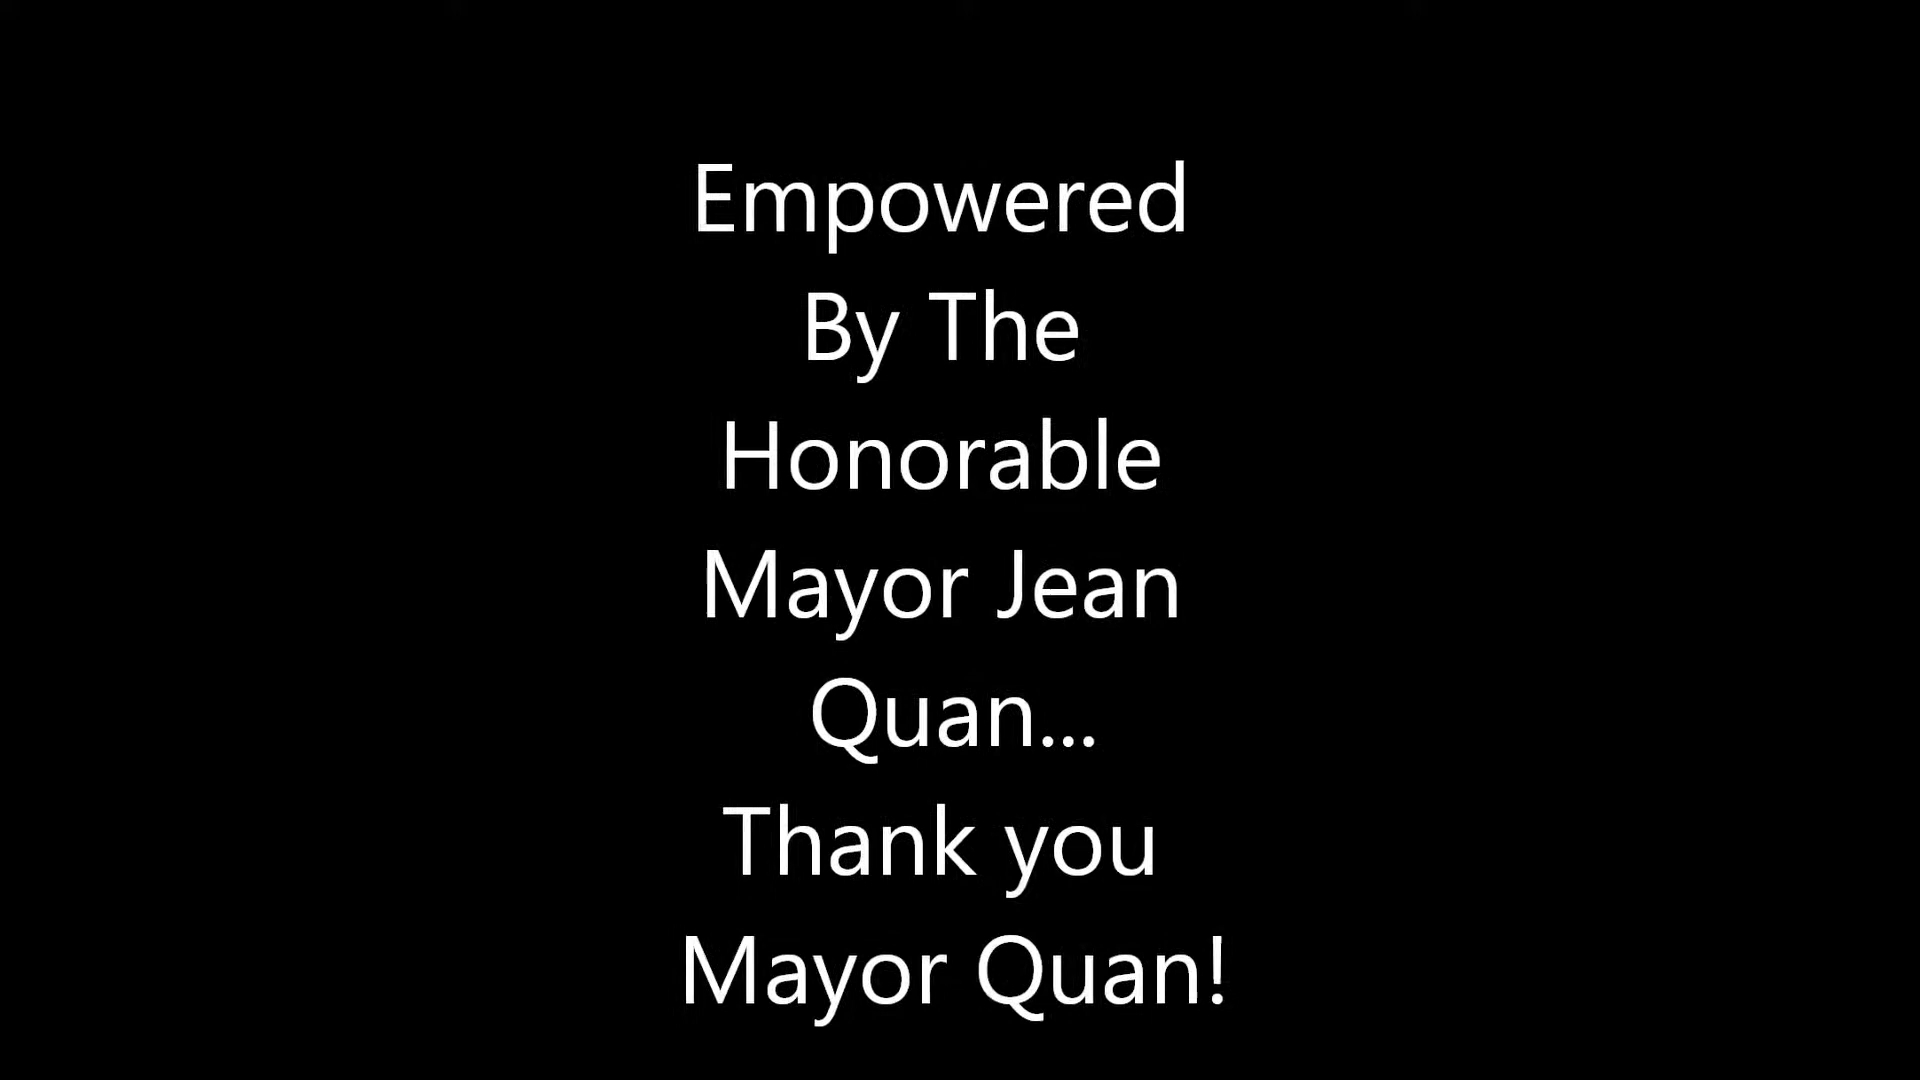 Empowered
By The
Honorable
Mayor Jean
Quan...
Thank you
Mayor Quan!